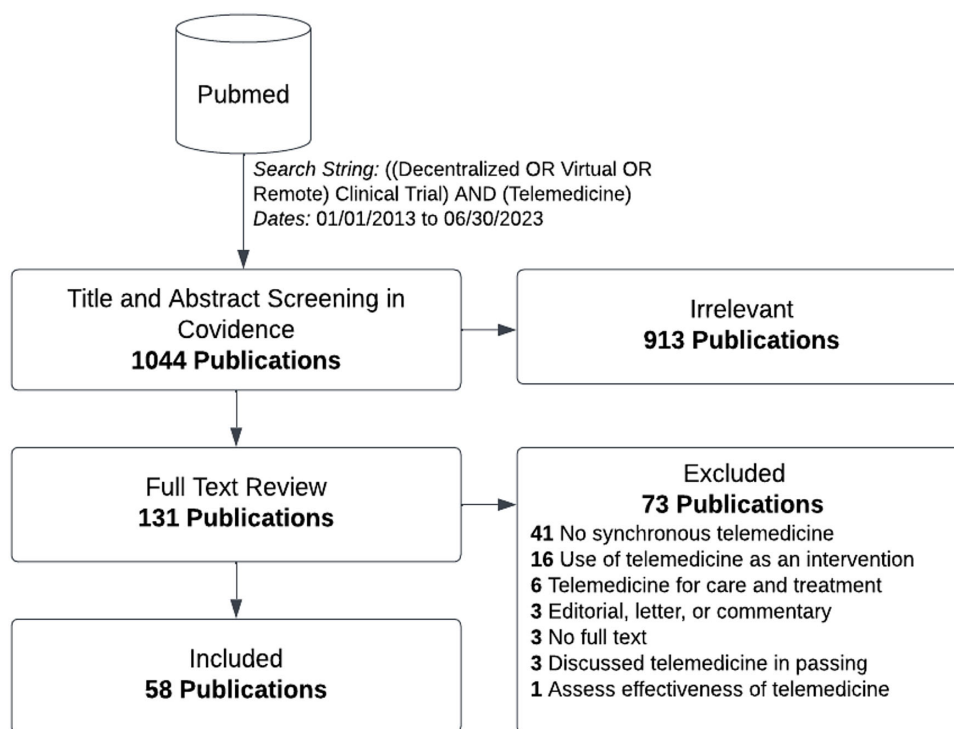 Pubmed
Search String: ((Decentralized OR Virtual OR
Remote) Clinical Trial) AND (Telemedicine)
Dates: 01/01/2013 to 06/30/2023
Title and Abstract Screening in
Covidence
1044 Publications
Irrelevant
913 Publications
Full Text Review
131 Publications
Excluded
73 Publications
41 No synchronous telemedicine
16 Use of telemedicine as an intervention
6 Telemedicine for care and treatment
3 Editorial, letter, or commentary
3 No full text
3 Discussed telemedicine in passing
1 Assess effectiveness of telemedicine
Included
58 Publications